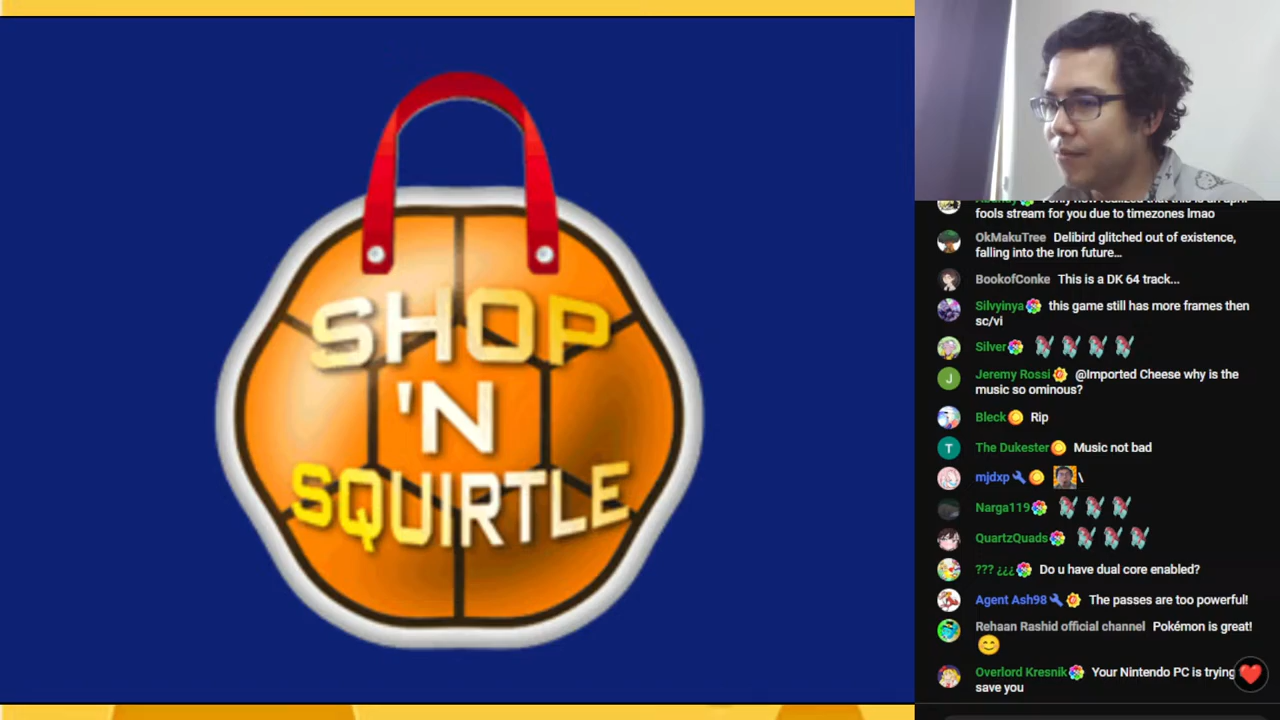 SHOP
'N
SQUIRTLE
fools stream for you due to timezones lmao
OkMakuTree Delibird glitched out of existence,
falling into the Iron future...
BookofConke This is a DK 64 track...
Silvyinya this game still has more frames then
sc/vi
Silver
Jeremy Rossi @Imported Cheese why is the
music so ominous?
Bleck Rip
The Dukester Music not bad
mjdxp \
Narga119
QuartzQuads
??? ¿¿¿ Do u have dual core enabled?
Agent Ash98 The passes are too powerful!
Rehaan Rashid official channel Pokémon is great!
Overlord Kresnik Your Nintendo PC is trying
save you